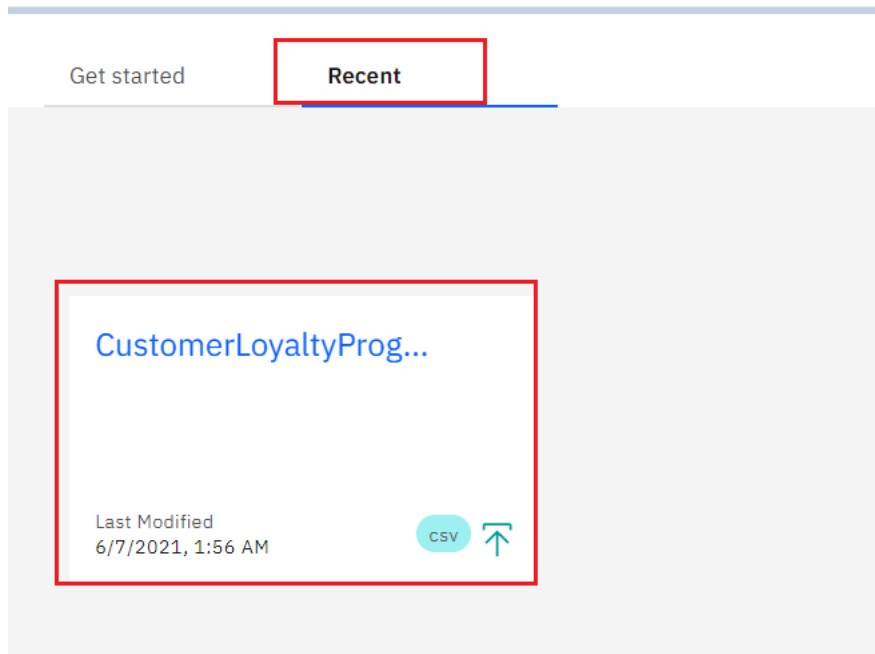 Get started
Recent
CustomerLoyaltyProg...
Last Modified
6/7/2021, 1:56 AM
csv